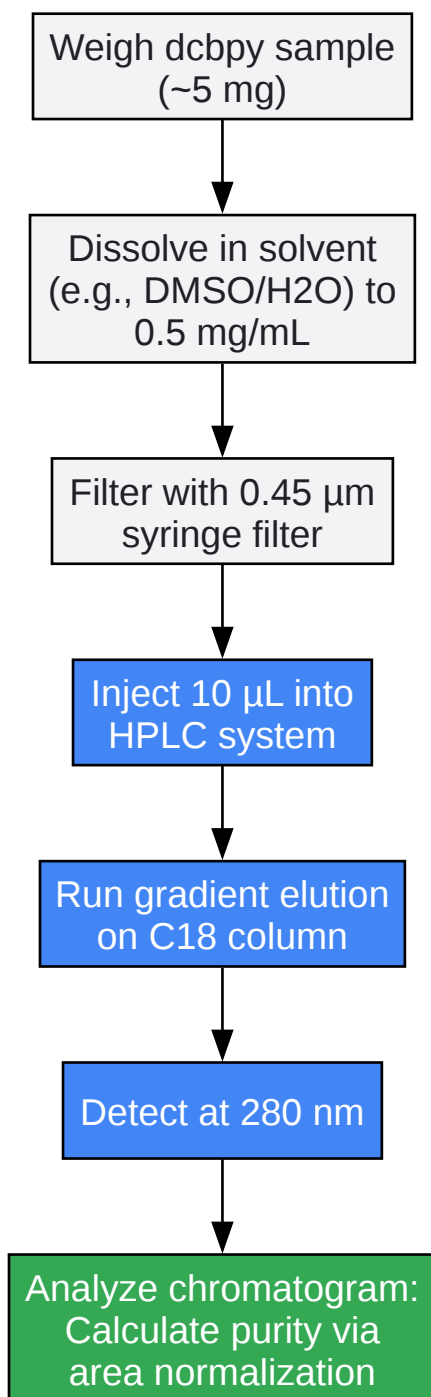 Weigh dcbpy sample
(~5 mg)
Dissolve in solvent
(e.g., DMSO/H2O) to
0.5 mg/mL
Filter with 0.45 µm
syringe filter
Inject 10 µL into
HPLC system
Run gradient elution
on C18 column
Detect at 280 nm
Analyze chromatogram:
Calculate purity via
area normalization